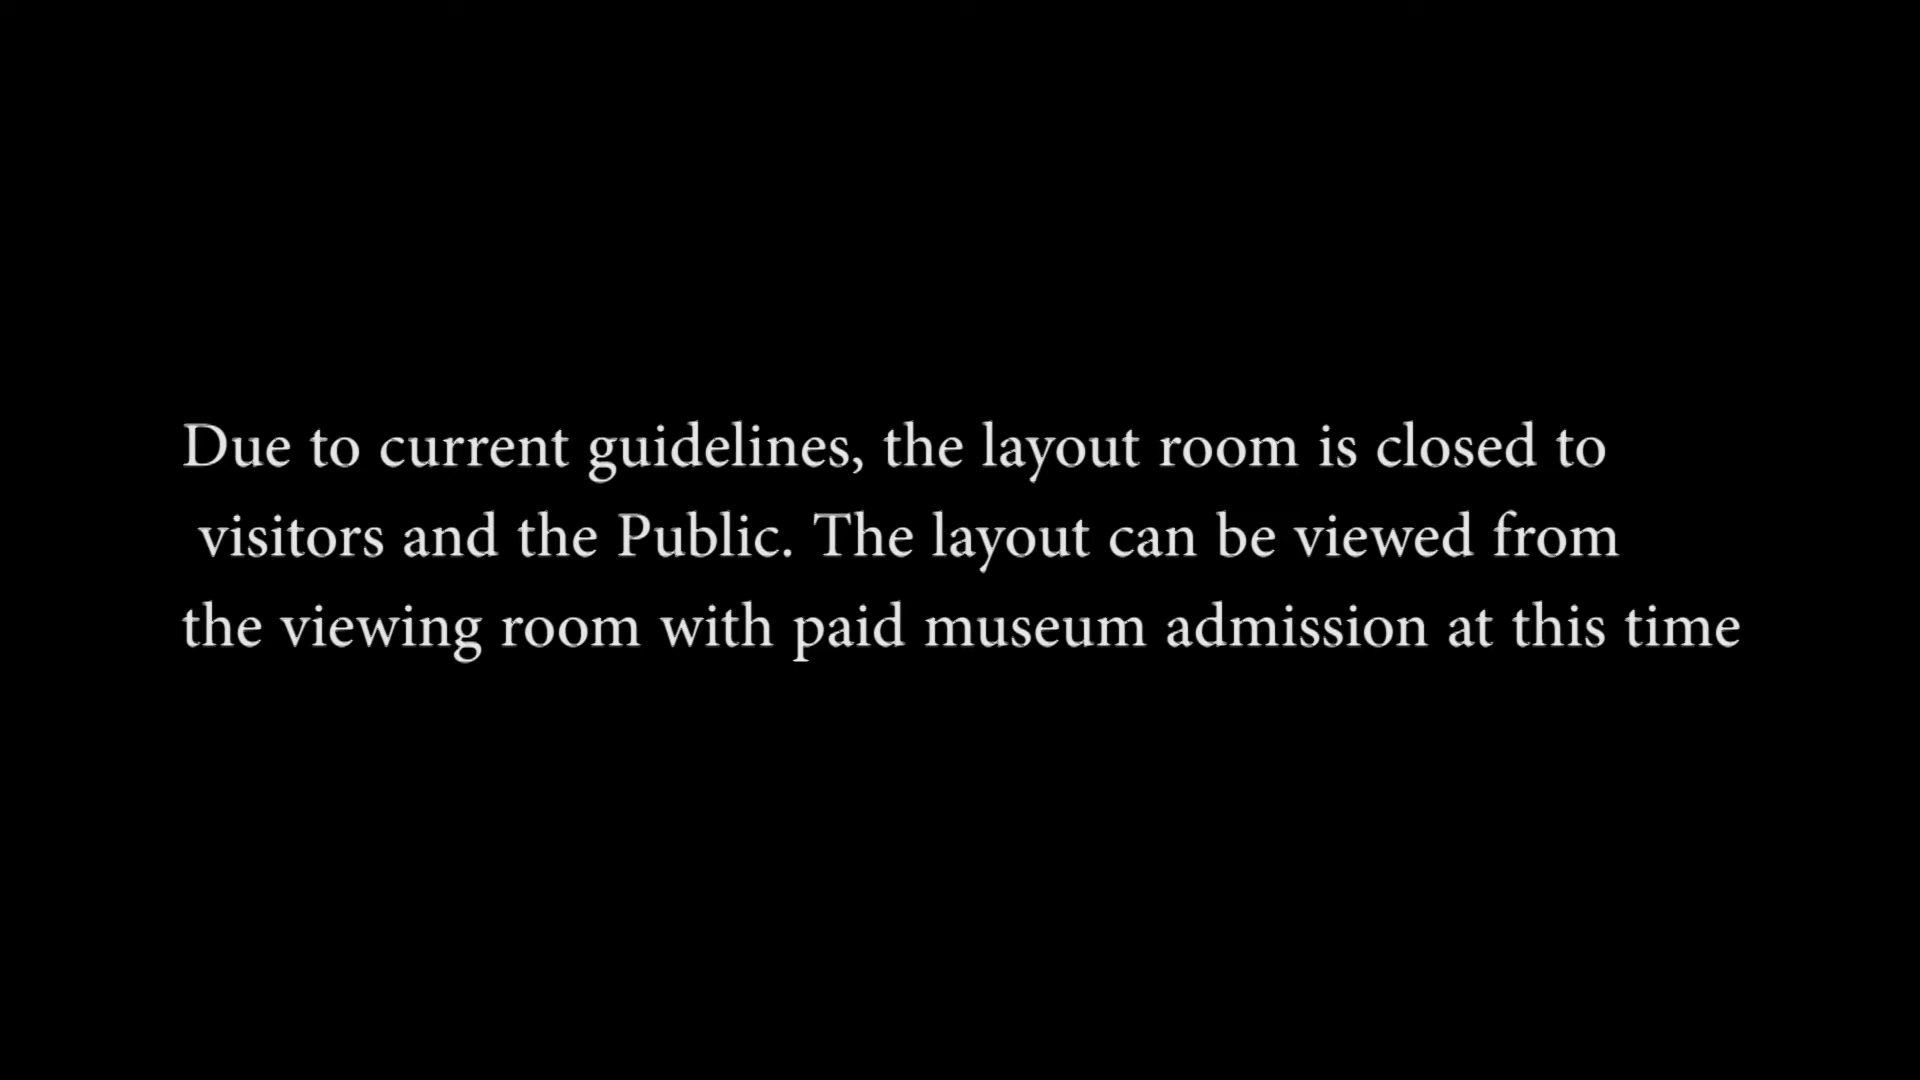 Due to current guidelines, the layout room is closed to
visitors and the Public. The layout can be viewed from
the viewing room with paid museum admission at this time